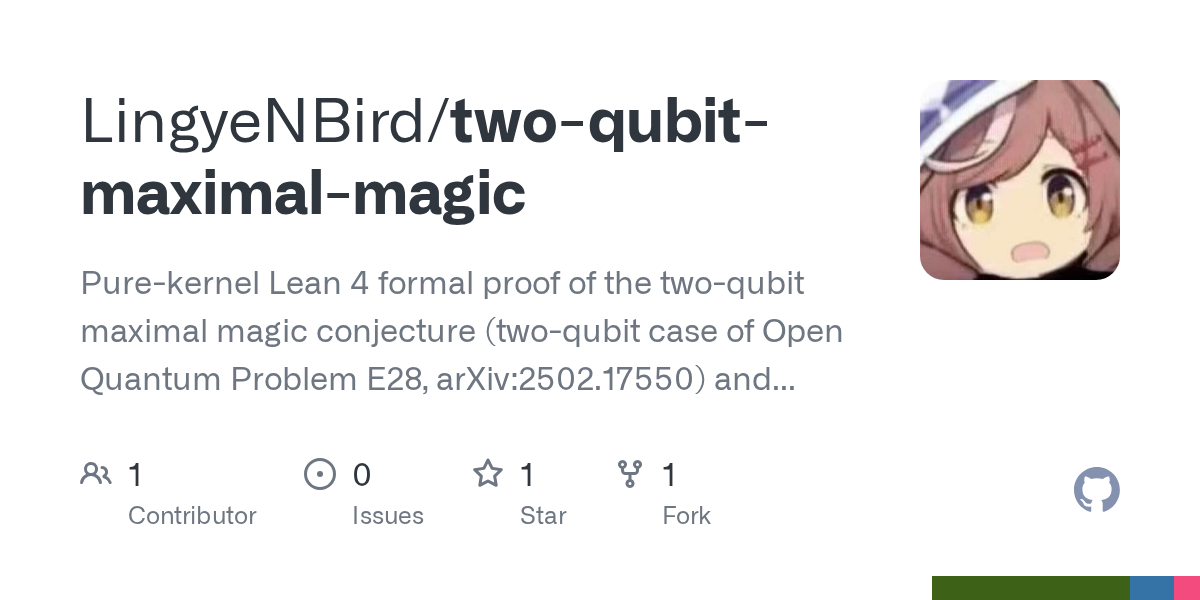 LingyeNBird/two-qubit-
maximal-magic
Pure-kernel Lean 4 formal proof of the two-qubit
maximal magic conjecture (two-qubit case of Open
Quantum Problem E28, arXiv:2502.17550) and...
1 0 1 1
Contributor Issues Star Fork